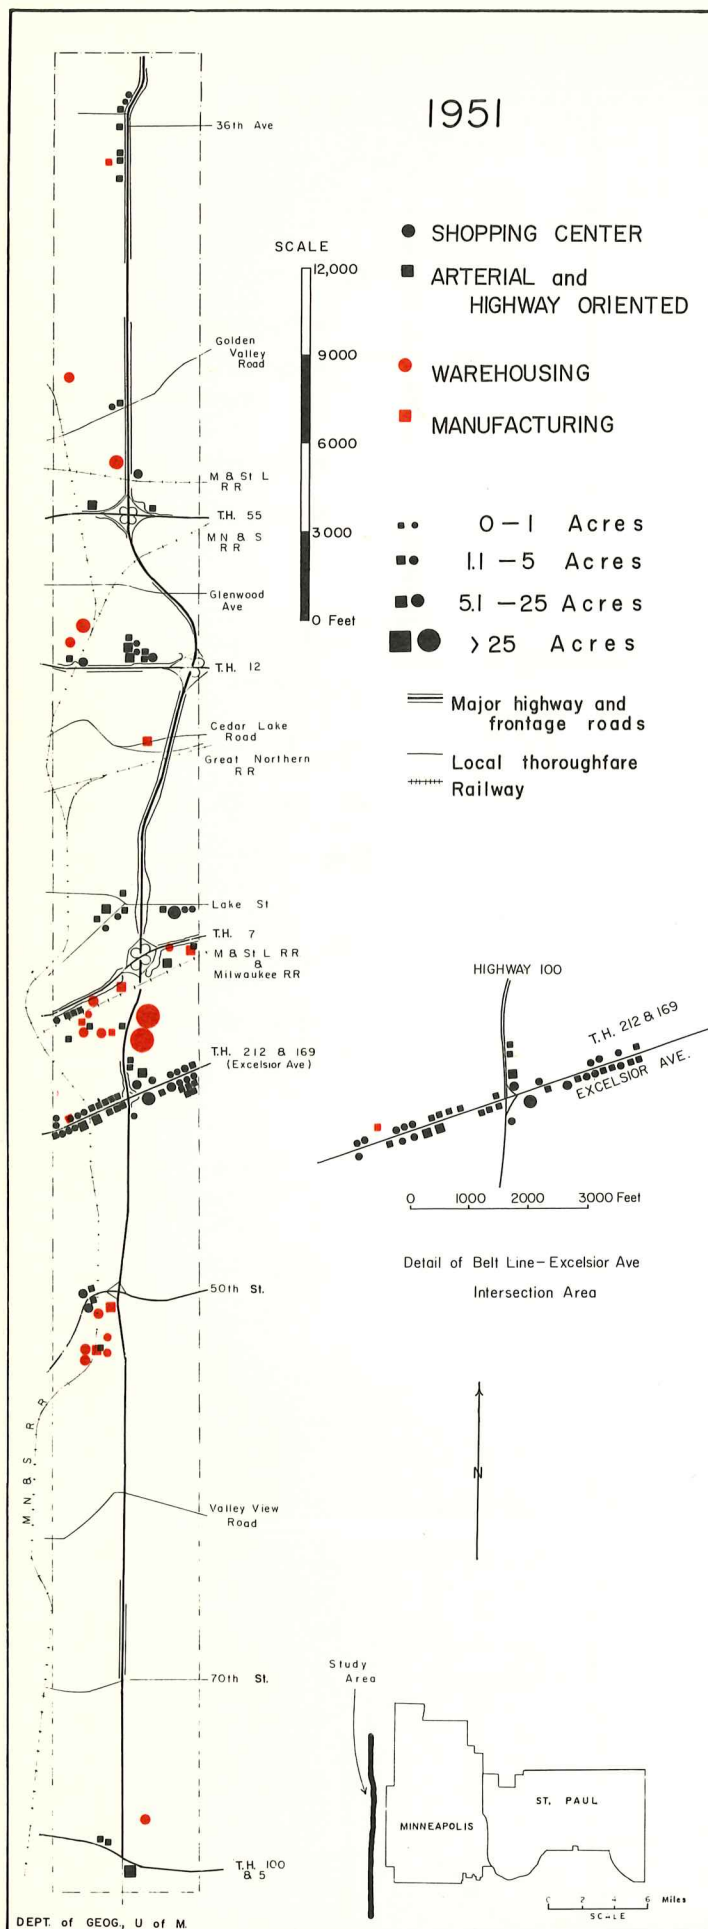 1951
36th Ave
SHOPPING CENTER
SCALE
ARTERIAL and
HIGHWAY ORIENTED
12,000
Golden
Valley
Road
9000
WAREHOUSING
MANUFACTURING
6000
M & St L
R R
T.H. 55
MN & S
R R
3000
0 – 1 Acres
1.1 – 5 Acres
5.1 – 25 Acres
> 25 Acres
Glenwood
Ave
0 Feet
T.H. 12
Major highway and
frontage roads
Cedar Lake
Road
Great Northern
R R
Local thoroughfare
Railway
Lake St
T.H. 7
M & St L RR
&
Milwaukee RR
HIGHWAY 100
T.H. 212 & 169
EXCELSIOR AVE.
T.H. 212 & 169
(Excelsior Ave)
0 1000 2000 3000 Feet
Detail of Belt Line – Excelsior Ave
Intersection Area
50th St.
M. N. & S. R R
N
Valley View
Road
70th St.
Study
Area
MINNEAPOLIS
ST. PAUL
T.H. 100
& 5
0 2 4 6 Miles
SCALE
DEPT. of GEOG., U of M.